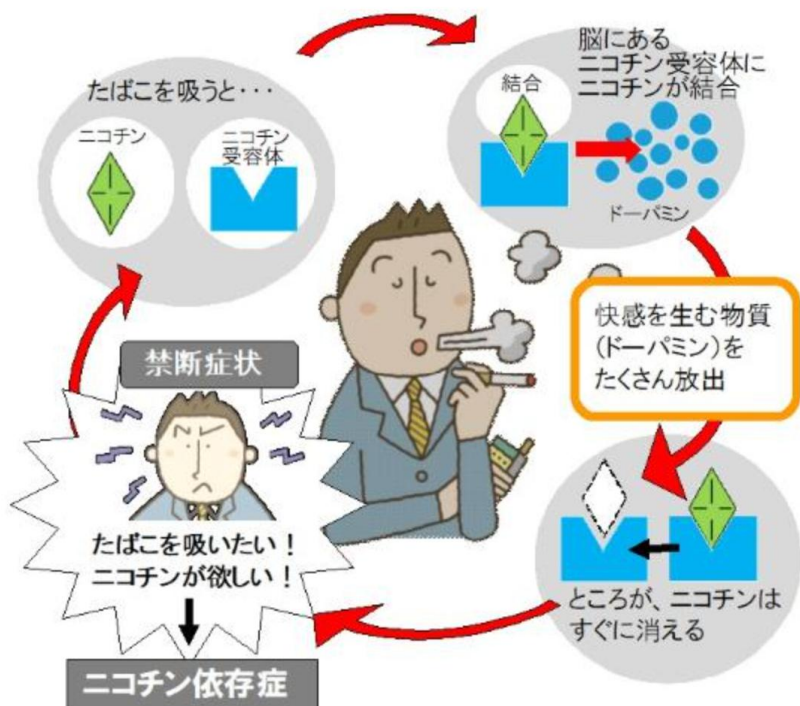 たばこを吸うと・・・
ニコチン
ニコチン
受容体
脳にある
ニコチン受容体に
ニコチンが結合
結合
ドーパミン
快感を生む物質
(ドーパミン)を
たくさん放出
ところが、ニコチンは
すぐに消える
禁断症状
たばこを吸いたい！
ニコチンが欲しい！
ニコチン依存症